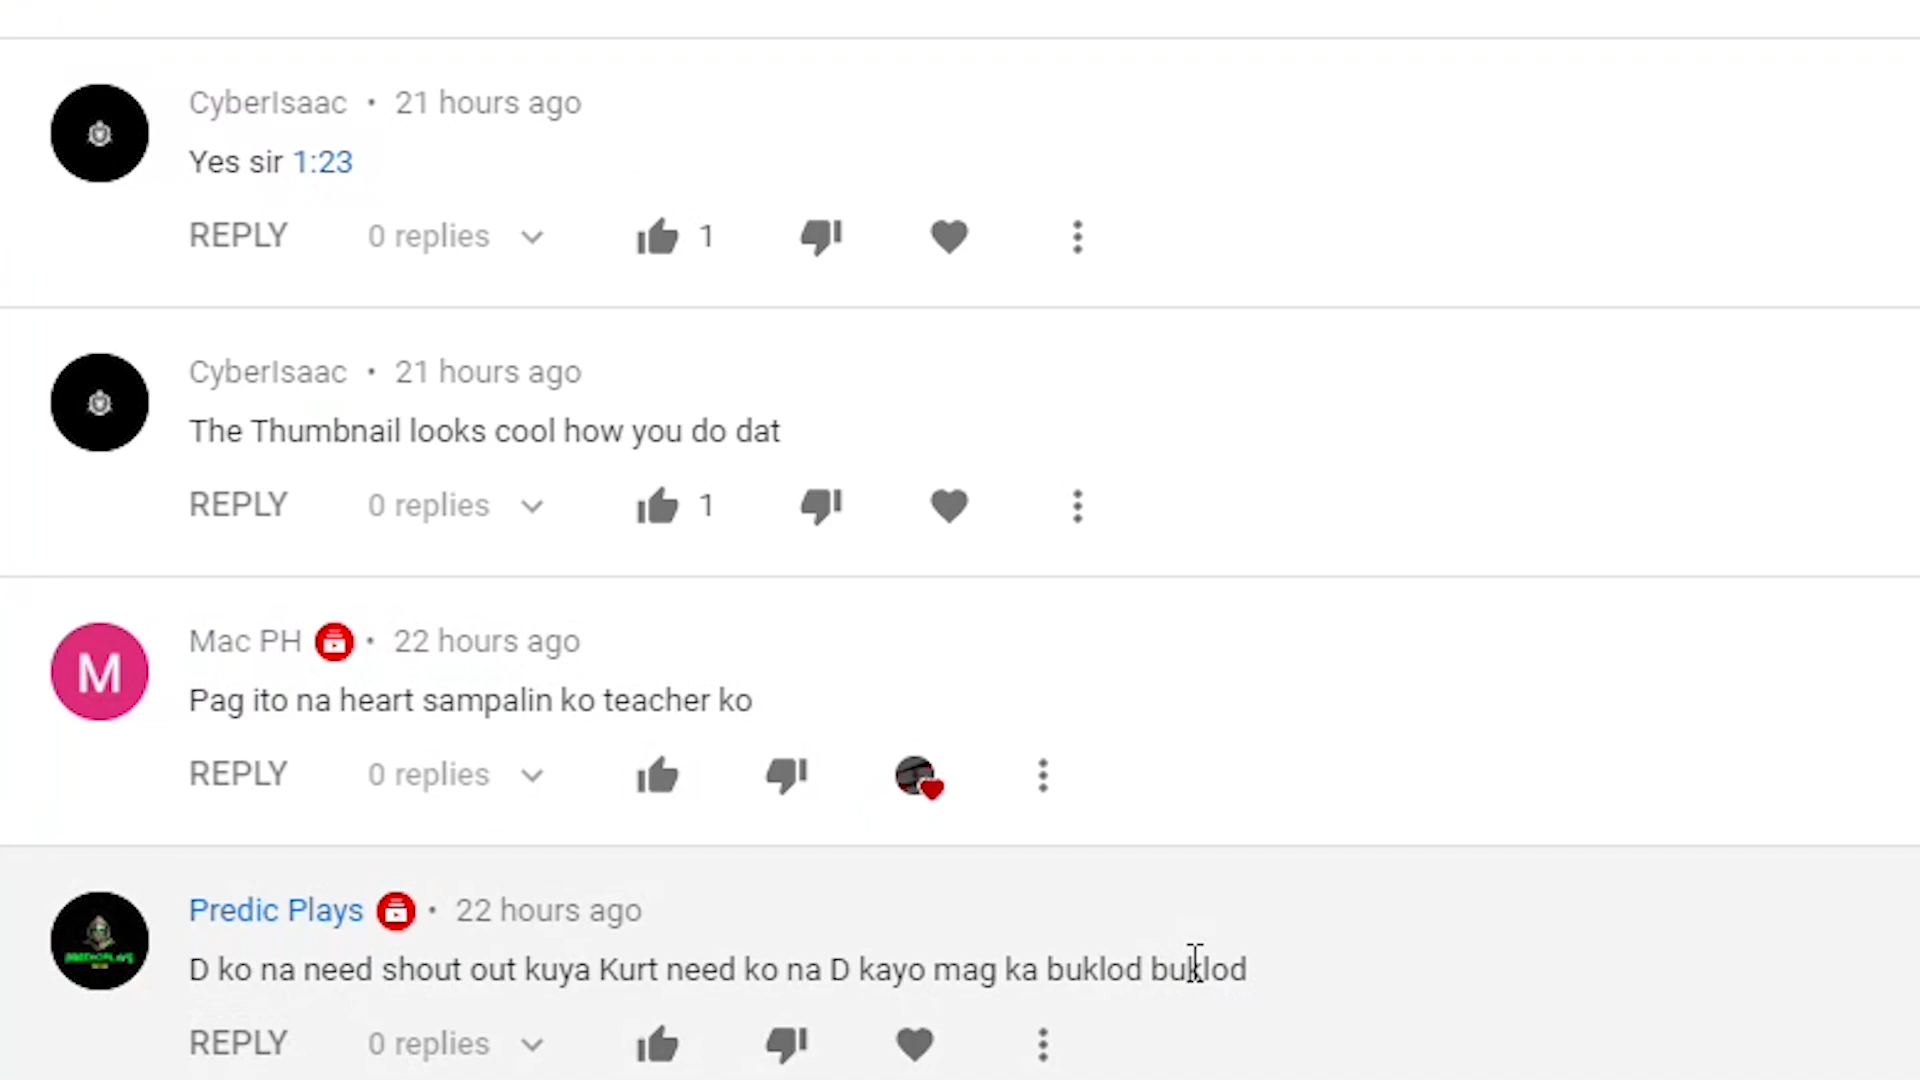 CyberIsaac • 21 hours ago
Yes sir 1:23
REPLY 0 replies 1
CyberIsaac • 21 hours ago
The Thumbnail looks cool how you do dat
REPLY 0 replies 1
M
Mac PH • 22 hours ago
Pag ito na heart sampalin ko teacher ko
REPLY 0 replies
Predic Plays • 22 hours ago
D ko na need shout out kuya Kurt need ko na D kayo mag ka buklod buklod
REPLY 0 replies